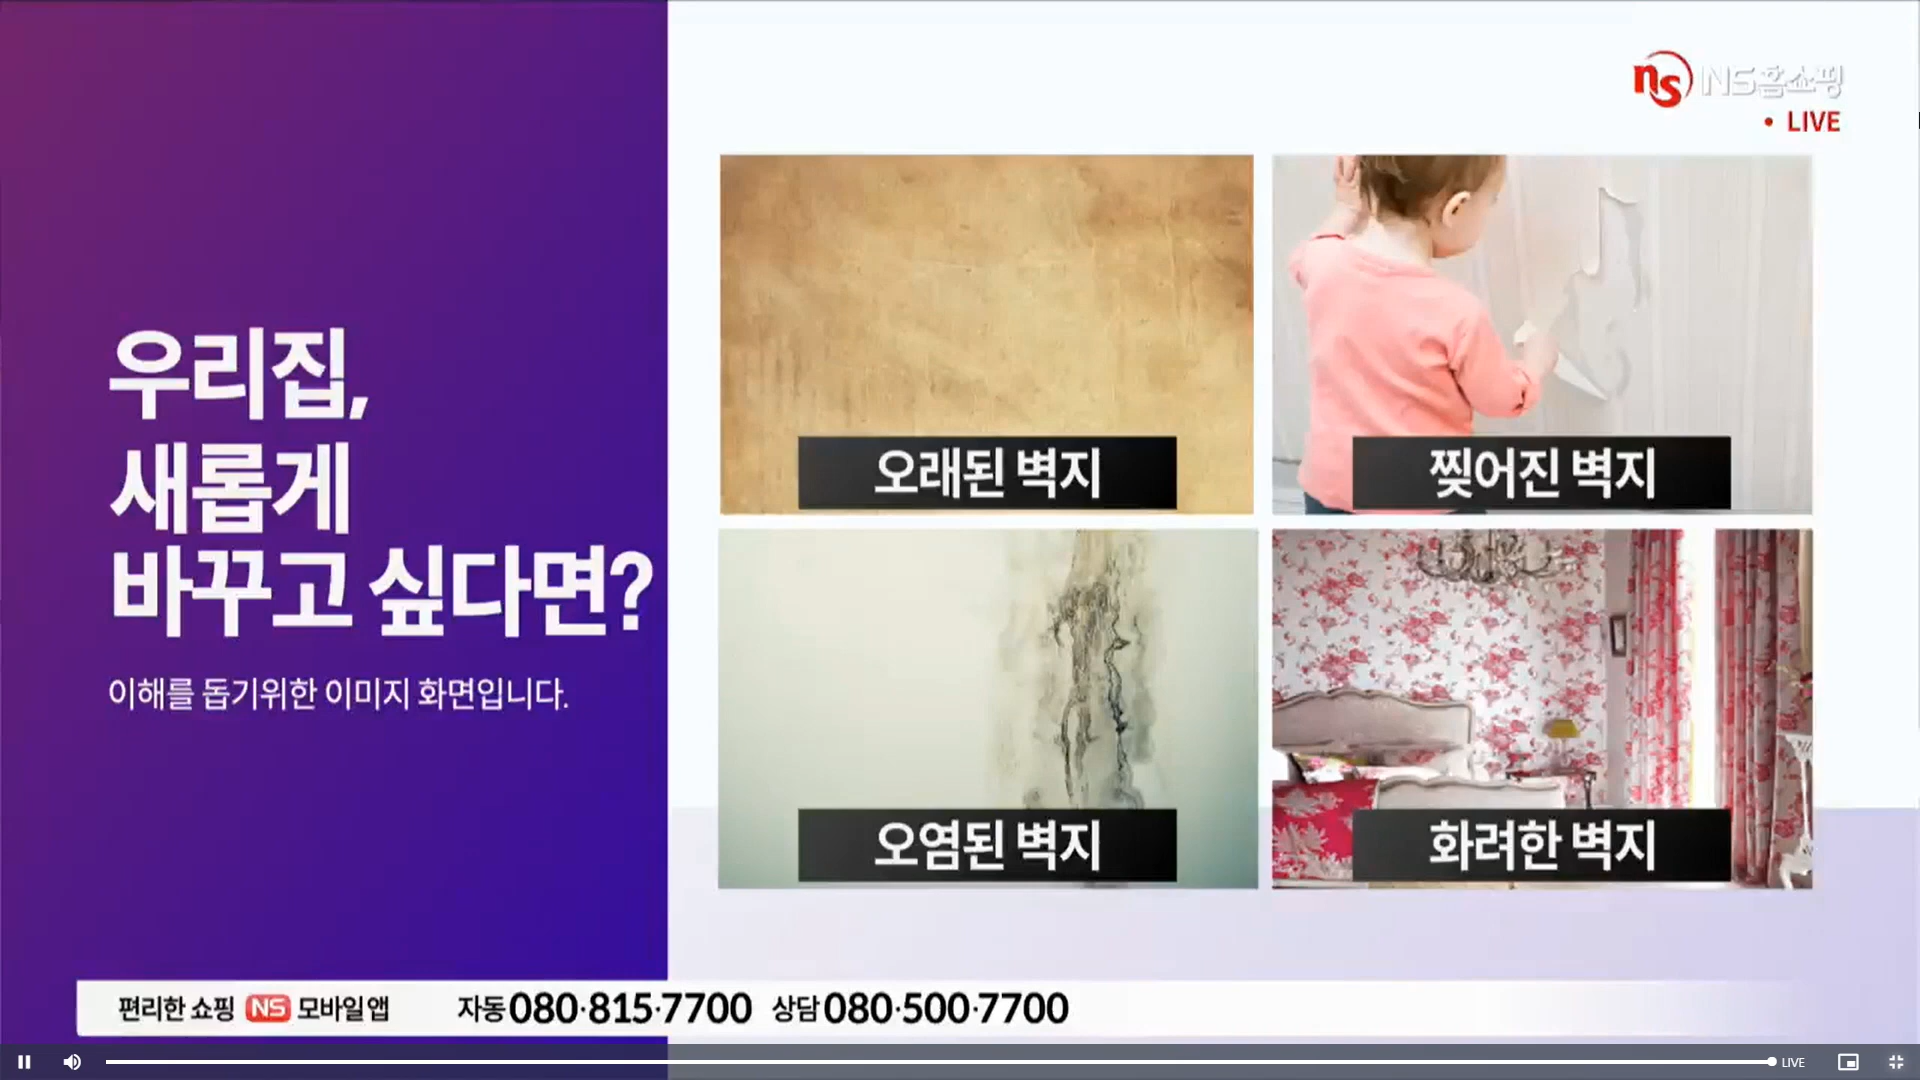 ns NS홈쇼핑
• LIVE
우리집,
새롭게
바꾸고 싶다면?
이해를 돕기위한 이미지 화면입니다.
오래된 벽지
찢어진 벽지
오염된 벽지
화려한 벽지
편리한 쇼핑 NS 모바일앱 자동 080·815·7700 상담 080·500·7700
LIVE